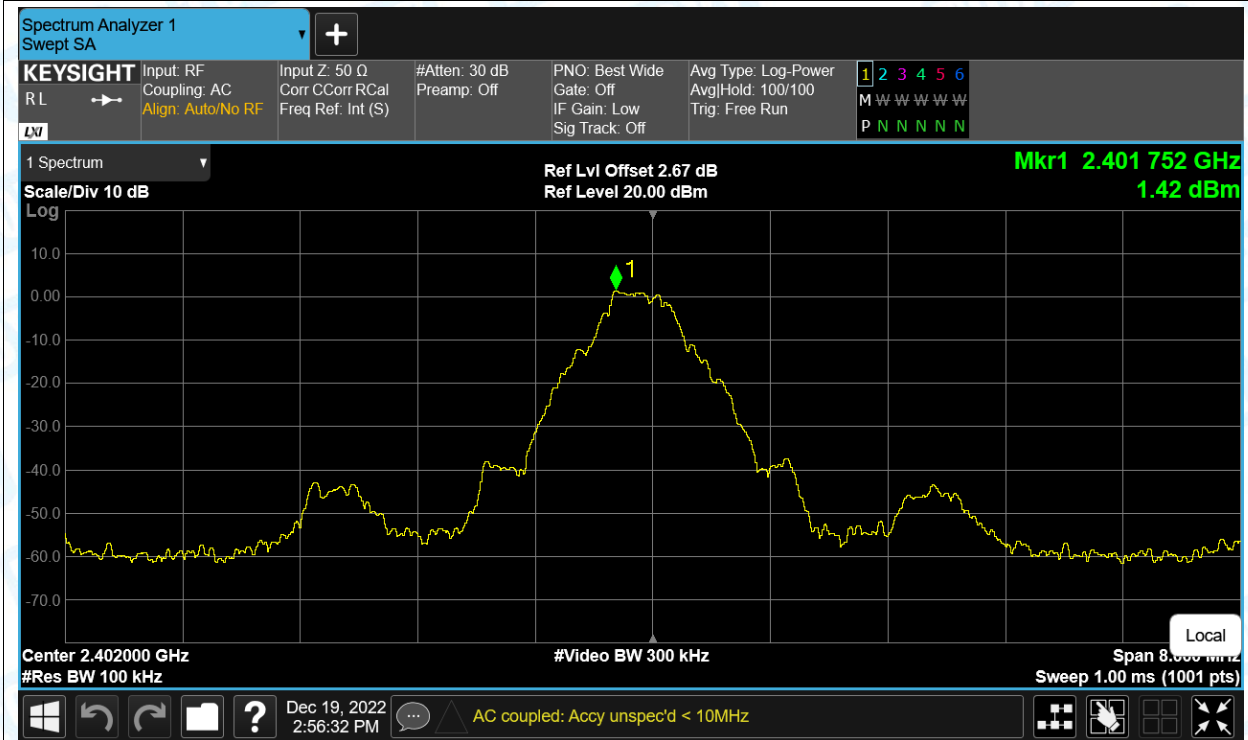 Spectrum Analyzer 1
Swept SA
KEYSIGHT
R L
LXI
Input: RF
Coupling: AC
Align: Auto/No RF
Input Z: 50 Ω
Corr CCorr RCal
Freq Ref: Int (S)
#Atten: 30 dB
Preamp: Off
PNO: Best Wide
Gate: Off
IF Gain: Low
Sig Track: Off
Avg Type: Log-Power
Avg|Hold: 100/100
Trig: Free Run
1 2 3 4 5 6
M W W W W W W
P N N N N N N
1 Spectrum
Scale/Div 10 dB
Ref Lvl Offset 2.67 dB
Ref Level 20.00 dBm
Mkr1 2.401 752 GHz
1.42 dBm
Log
1
10.0
0.00
-10.0
-20.0
-30.0
-40.0
-50.0
-60.0
-70.0
Local
Center 2.402000 GHz
#Video BW 300 kHz
Span 8.000 MHz
#Res BW 100 kHz
Sweep 1.00 ms (1001 pts)
?
Dec 19, 2022
2:56:32 PM
AC coupled: Accy unspec'd < 10MHz